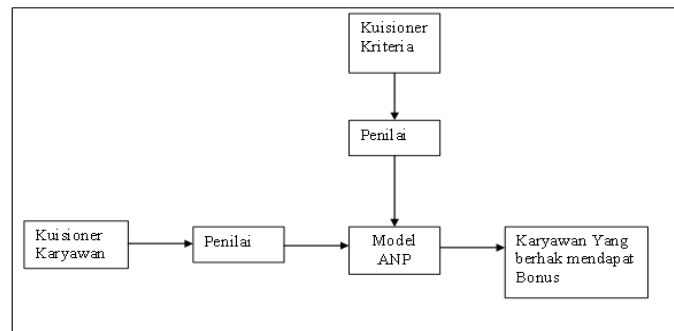 Kuisioner
Kriteria
Penilai
Kuisioner
Karyawan
Penilai
Model
ANP
Karyawan Yang
berhak mendapat
Bonus